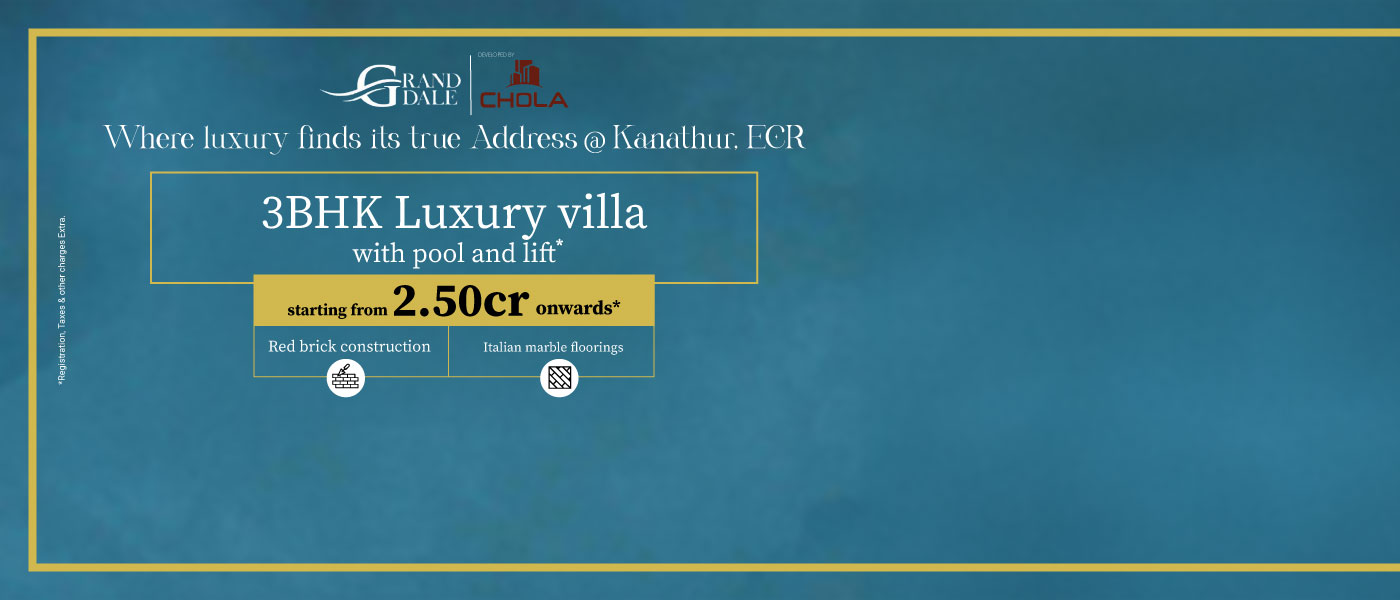 GRAND
DALE
DEVELOPED BY
CHOLA
Where luxury finds its true Address @ Kanathur, ECR
3BHK Luxury villa
with pool and lift*
starting from 2.50cr onwards*
Red brick construction
Italian marble floorings
*Registration, Taxes & other charges Extra.